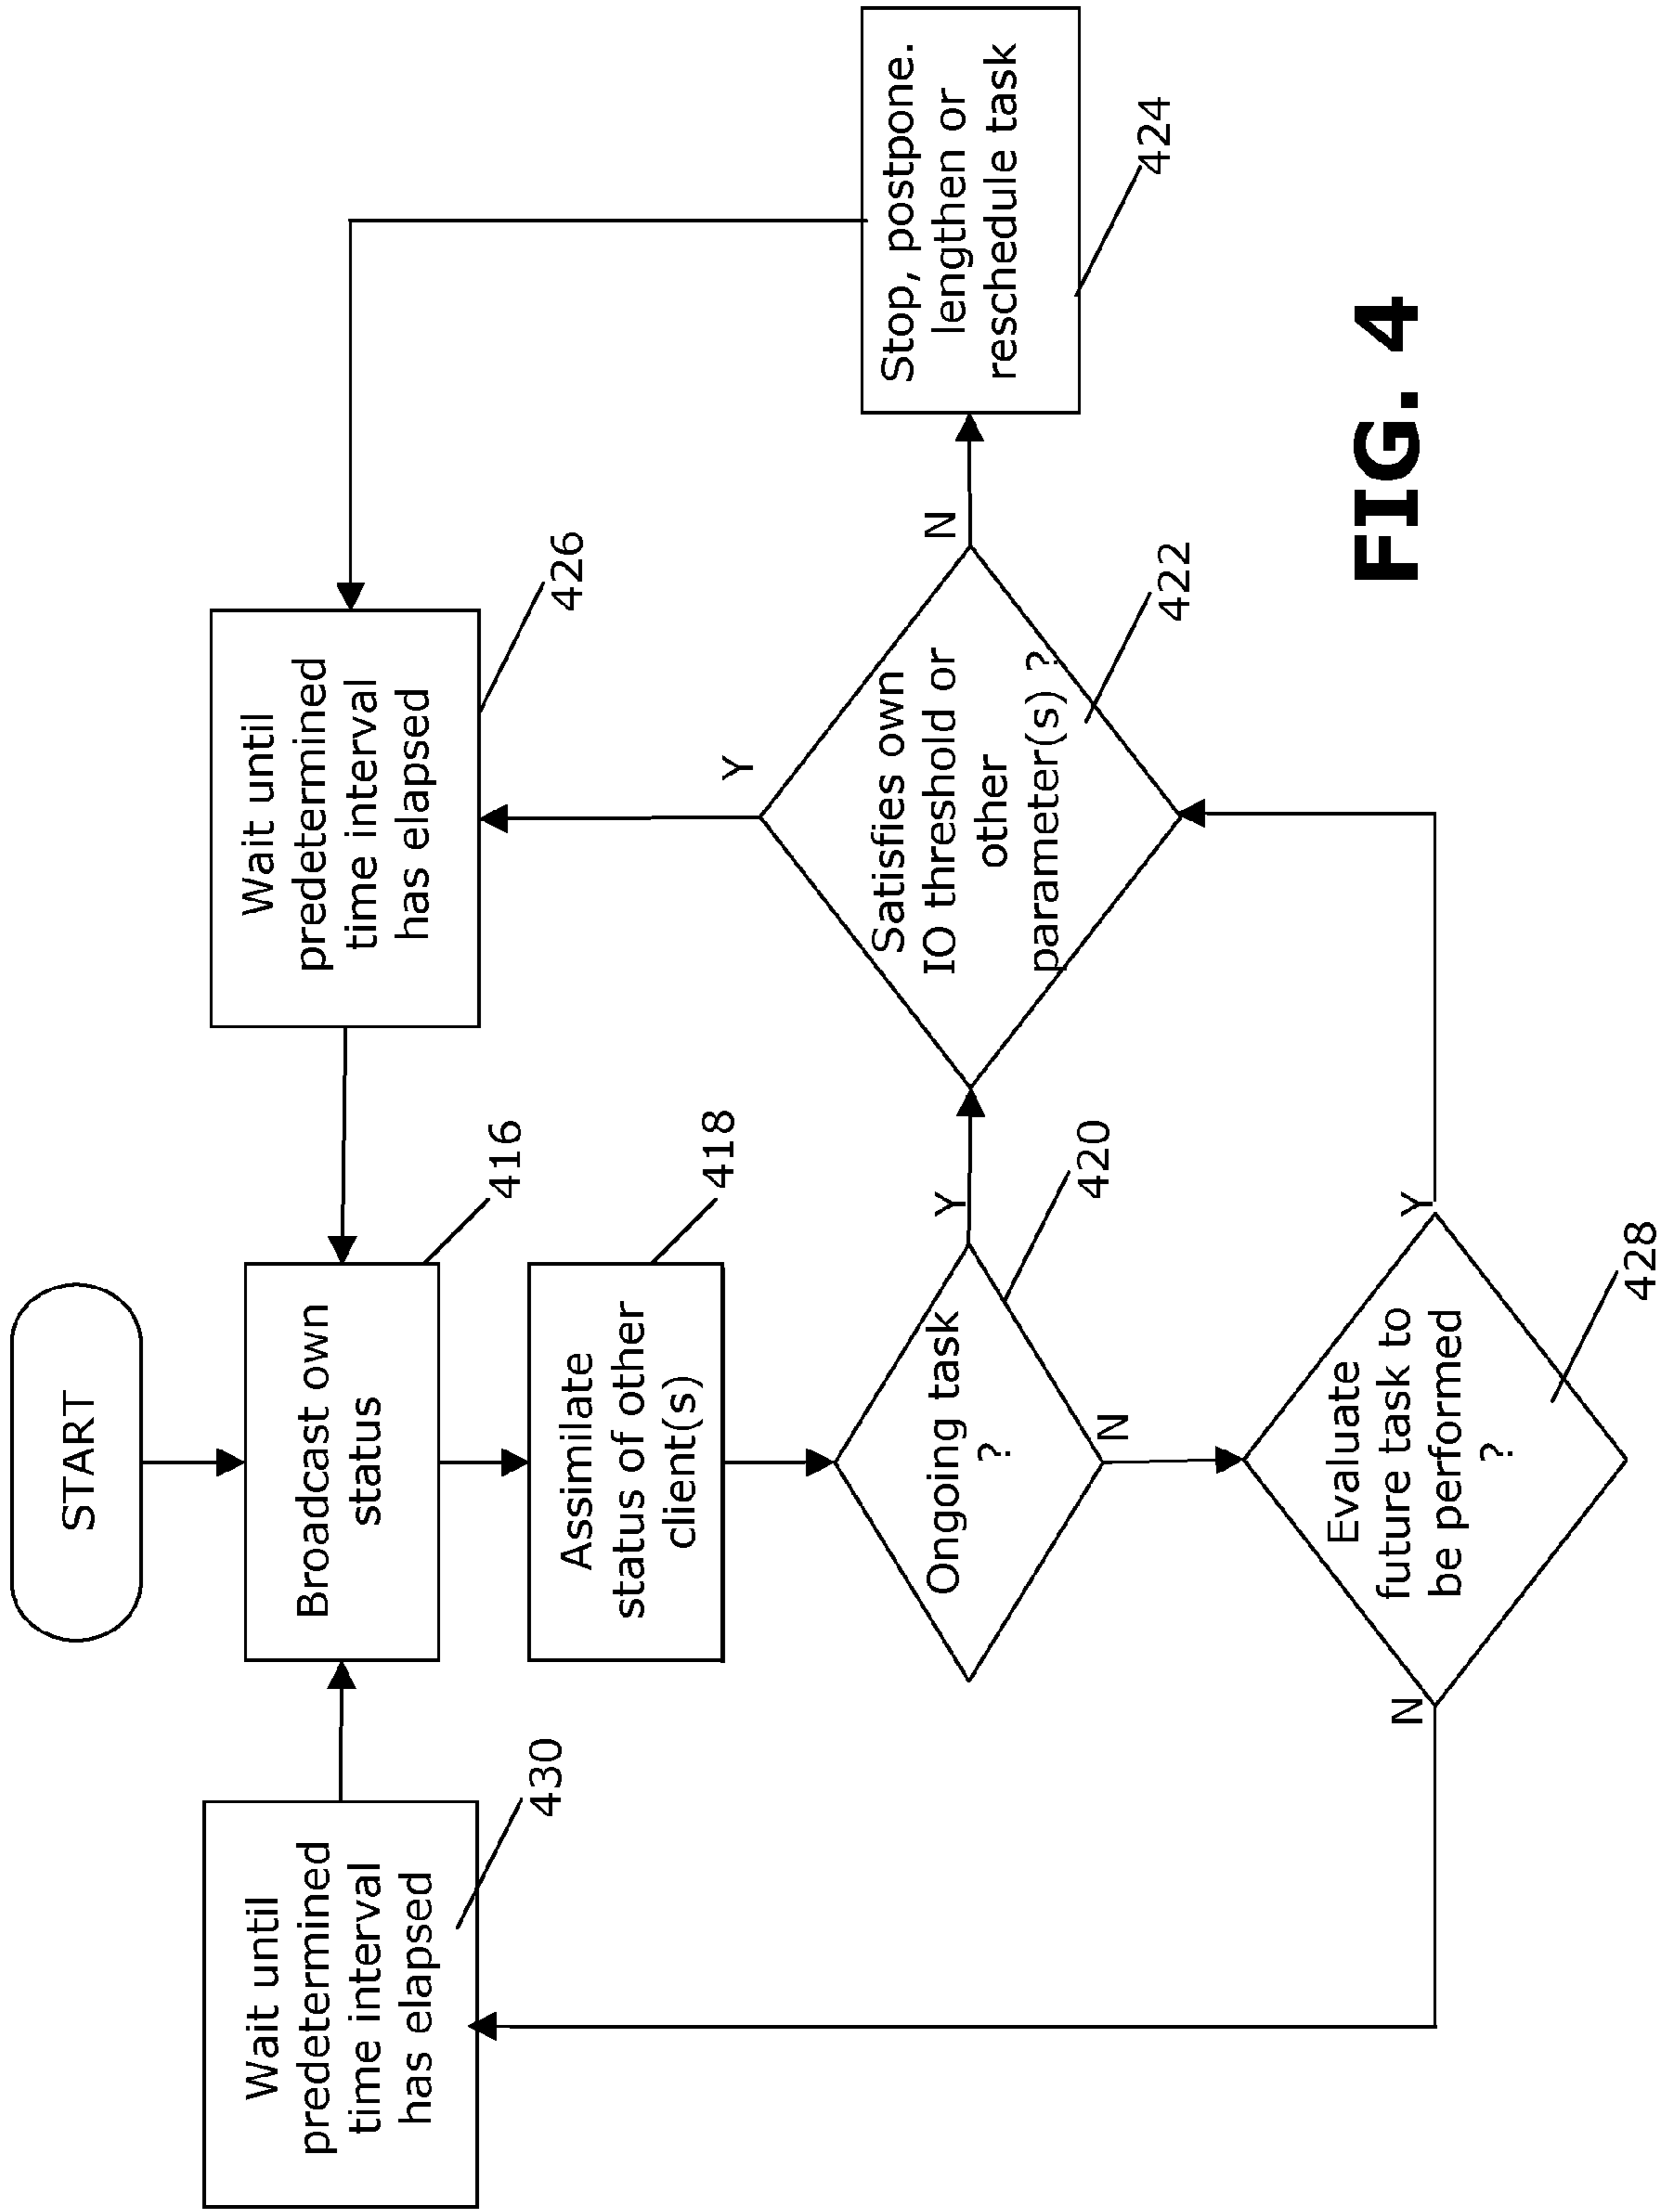 START
Wait until
predetermined
time interval
has elapsed
430
Broadcast own
status
416
Wait until
predetermined
time interval
has elapsed
426
Assimilate
status of other
client(s)
418
Ongoing task
?
420
Y
N
Satisfies own
IO threshold or
other
parameter(s) ?
422
Y
N
Stop, postpone.
lengthen or
reschedule task
424
Evaluate
future task to
be performed
?
428
N
Y
FIG. 4